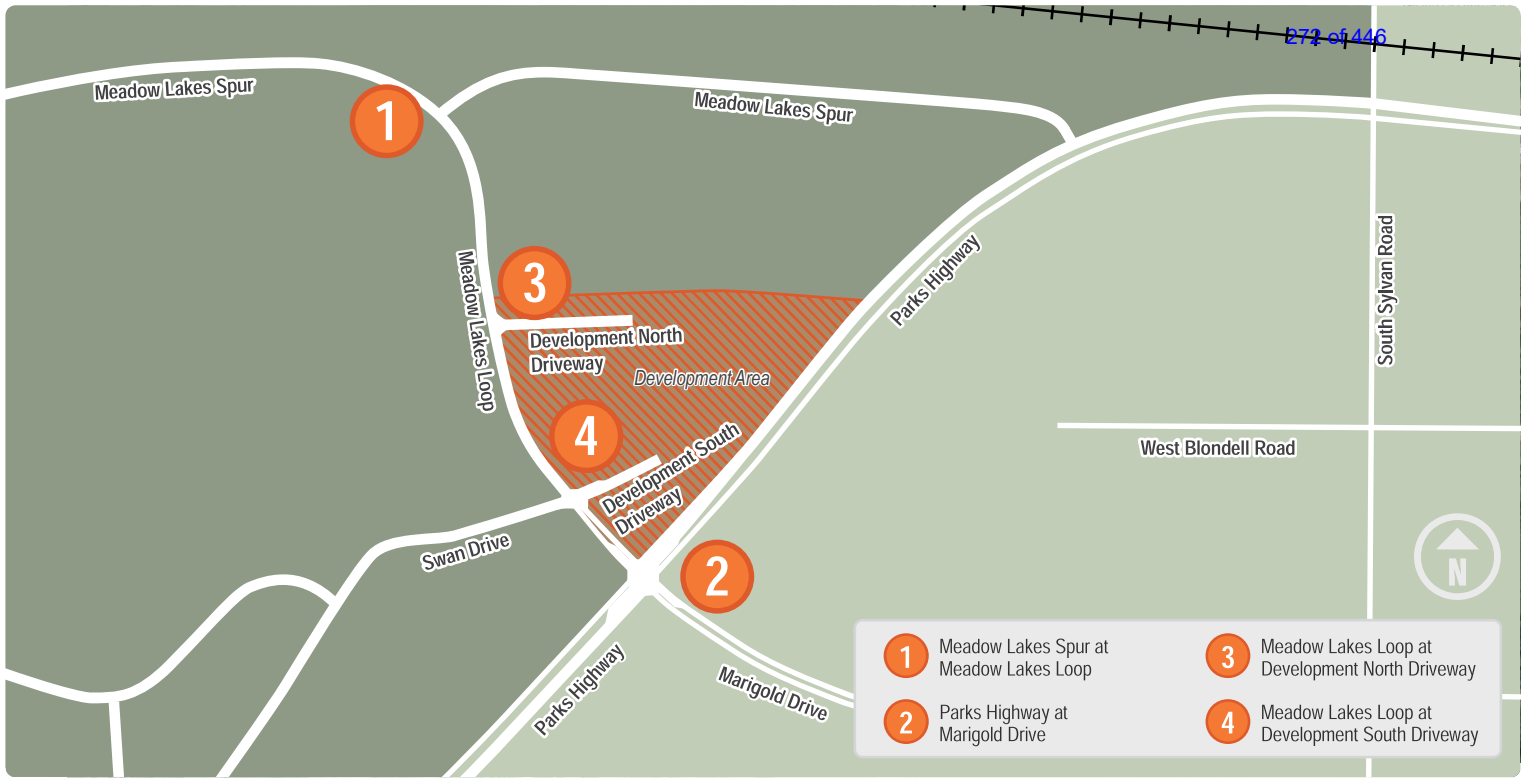 272 of 446
Meadow Lakes Spur
Meadow Lakes Spur
1
Parks Highway
South Sylvan Road
Meadow Lakes Loop
3
Development North
Driveway
Development Area
4
Development South
Driveway
West Blondell Road
Swan Drive
2
N
Parks Highway
Marigold Drive
1
Meadow Lakes Spur at
Meadow Lakes Loop
2
Parks Highway at
Marigold Drive
3
Meadow Lakes Loop at
Development North Driveway
4
Meadow Lakes Loop at
Development South Driveway